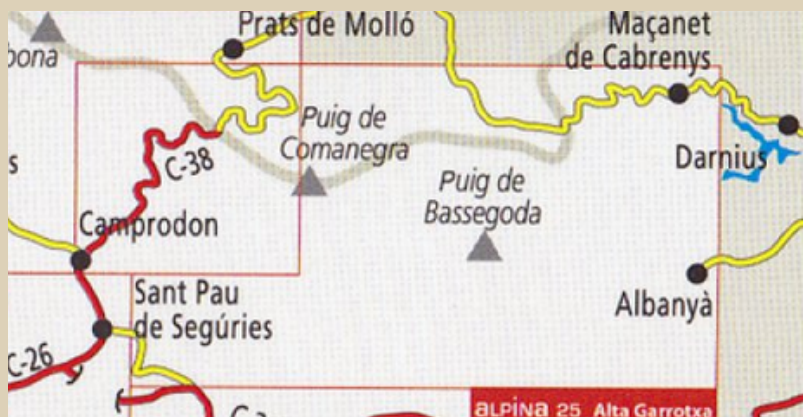 Prats de Molló
Maçanet
de Cabrenys
bona
Puig de
Comanegra
C-38
Darnius
s
Puig de
Bassegoda
Camprodon
Sant Pau
de Segúries
Albanyà
C-26
ALPINA 25 Alta Garrotxa